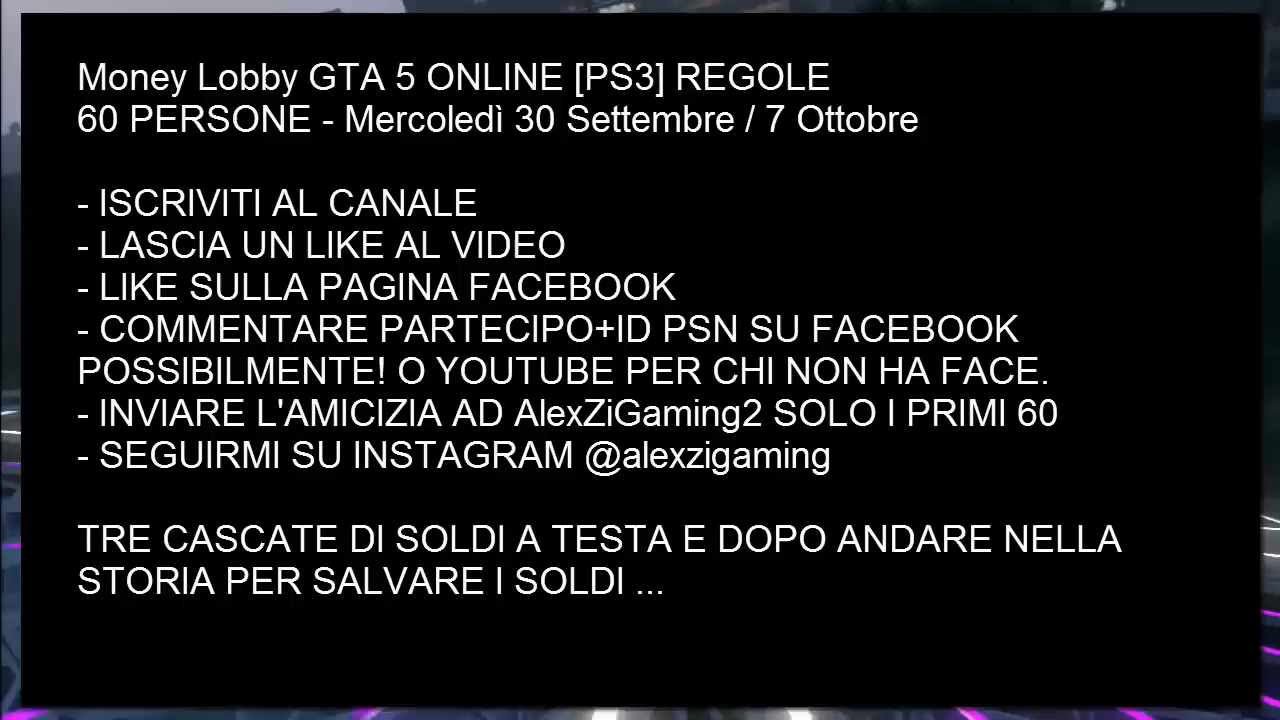 Money Lobby GTA 5 ONLINE [PS3] REGOLE
60 PERSONE - Mercoledì 30 Settembre / 7 Ottobre
- ISCRIVITI AL CANALE
- LASCIA UN LIKE AL VIDEO
- LIKE SULLA PAGINA FACEBOOK
- COMMENTARE PARTECIPO+ID PSN SU FACEBOOK
POSSIBILMENTE! O YOUTUBE PER CHI NON HA FACE.
- INVIARE L'AMICIZIA AD AlexZiGaming2 SOLO I PRIMI 60
- SEGUIRMI SU INSTAGRAM @alexzigaming
TRE CASCATE DI SOLDI A TESTA E DOPO ANDARE NELLA
STORIA PER SALVARE I SOLDI ...